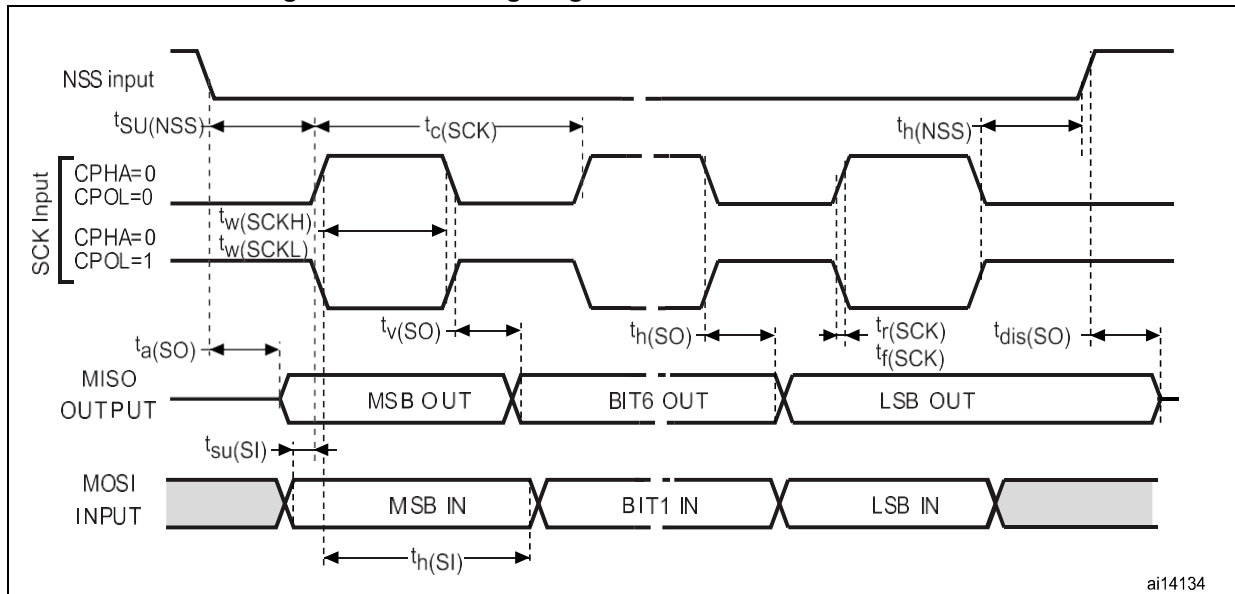 NSS input
tSU(NSS)
tc(SCK)
th(NSS)
SCK Input
CPHA=0
CPOL=0
tw(SCKH)
tw(SCKL)
CPHA=0
CPOL=1
tv(SO)
th(SO)
tr(SCK)
tf(SCK)
tdis(SO)
ta(SO)
MISO
OUTPUT
MSB OUT
BIT6 OUT
LSB OUT
tsu(SI)
MOSI
INPUT
MSB IN
BIT1 IN
LSB IN
th(SI)
ai14134